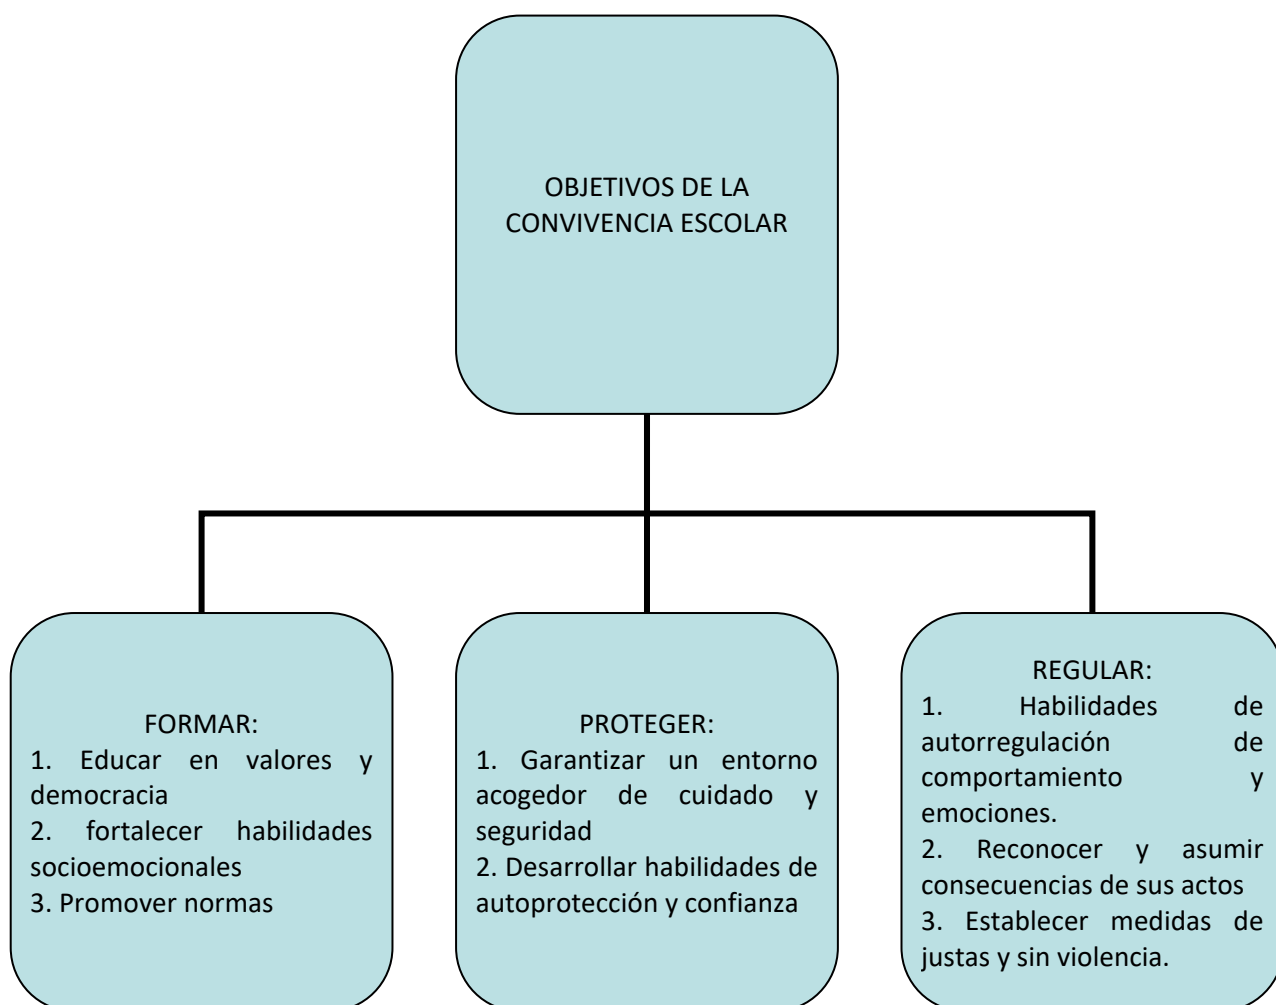 OBJETIVOS DE LA
CONVIVENCIA ESCOLAR
FORMAR:
1. Educar en valores y
democracia
2. fortalecer habilidades
socioemocionales
3. Promover normas
PROTEGER:
1. Garantizar un entorno
acogedor de cuidado y
seguridad
2. Desarrollar habilidades de
autoprotección y confianza
REGULAR:
1. Habilidades de
autorregulación de
comportamiento y
emociones.
2. Reconocer y asumir
consecuencias de sus actos
3. Establecer medidas de
justas y sin violencia.